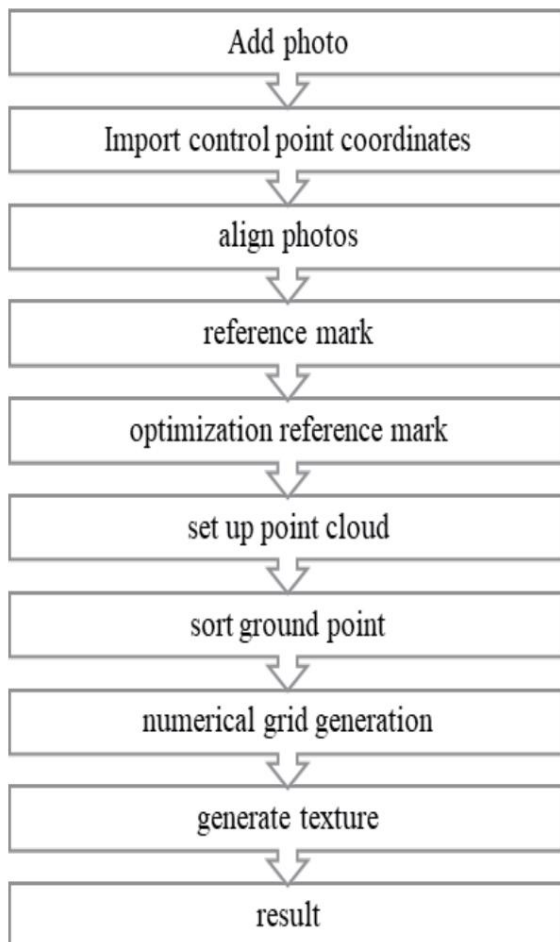 Add photo
Import control point coordinates
align photos
reference mark
optimization reference mark
set up point cloud
sort ground point
numerical grid generation
generate texture
result